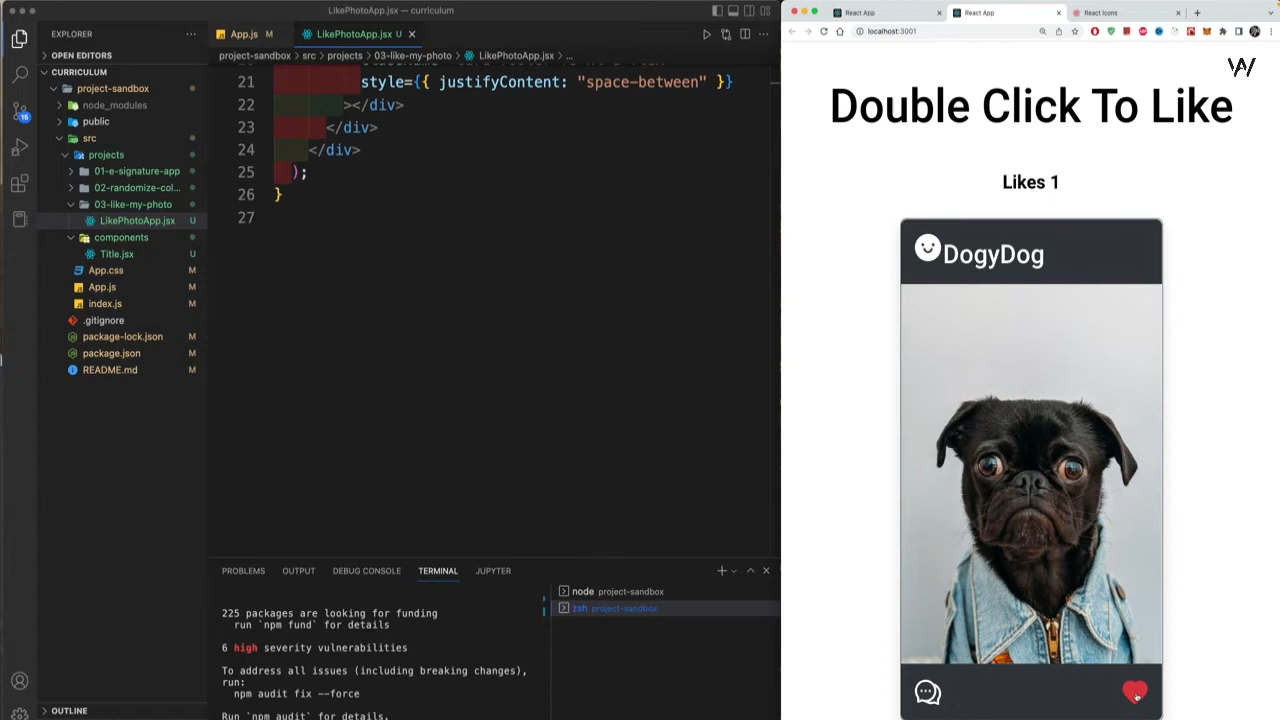 LikePhotoApp.jsx — curriculum
EXPLORER
OPEN EDITORS
CURRICULUM
project-sandbox
node_modules
public
src
projects
01-e-signature-app
02-randomize-col...
03-like-my-photo
LikePhotoApp.jsx U
components
Title.jsx U
App.css M
App.js M
index.js M
.gitignore
package-lock.json M
package.json M
README.md M
OUTLINE
16
App.js M
LikePhotoApp.jsx U
project-sandbox > src > projects > 03-like-my-photo > LikePhotoApp.jsx > ...
21 style={{ justifyContent: "space-between" }}
22 ></div>
23 </div>
24 </div>
25 );
26 }
27
PROBLEMS OUTPUT DEBUG CONSOLE TERMINAL JUPYTER
225 packages are looking for funding
run `npm fund` for details
6 high severity vulnerabilities
To address all issues (including breaking changes),
run:
npm audit fix --force
Run `npm audit` for details.
node project-sandbox
zsh project-sandbox
React App
React App
React Icons
localhost:3001
W
Double Click To Like
Likes 1
DogyDog